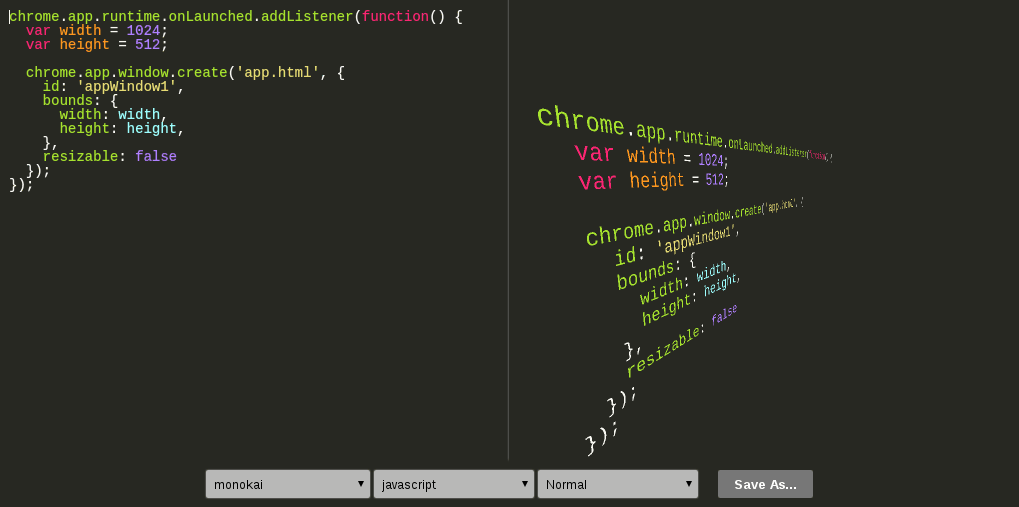 chrome.app.runtime.onLaunched.addListener(function() {
  var width = 1024;
  var height = 512;

  chrome.app.window.create('app.html', {
    id: 'appWindow1',
    bounds: {
      width: width,
      height: height,
    },
    resizable: false
  });
});
chrome.app.runtime.onLaunched.addListener(function() {
  var width = 1024;
  var height = 512;

  chrome.app.window.create('app.html', {
    id: 'appWindow1',
    bounds: {
      width: width,
      height: height,
    },
    resizable: false
  });
});
monokai
javascript
Normal
Save As...